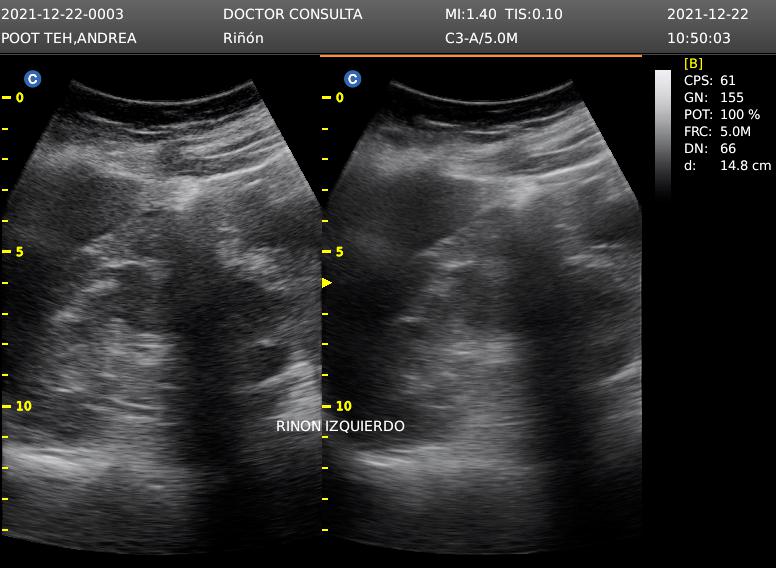 2021-12-22-0003 DOCTOR CONSULTA MI:1.40 TIS:0.10 2021-12-22
POOT TEH,ANDREA Riñón C3-A/5.0M 10:50:03
[B]
CPS: 61
GN: 155
POT: 100 %
FRC: 5.0M
DN: 66
d: 14.8 cm
C C
0 0
5 5
10 10
RINON IZQUIERDO